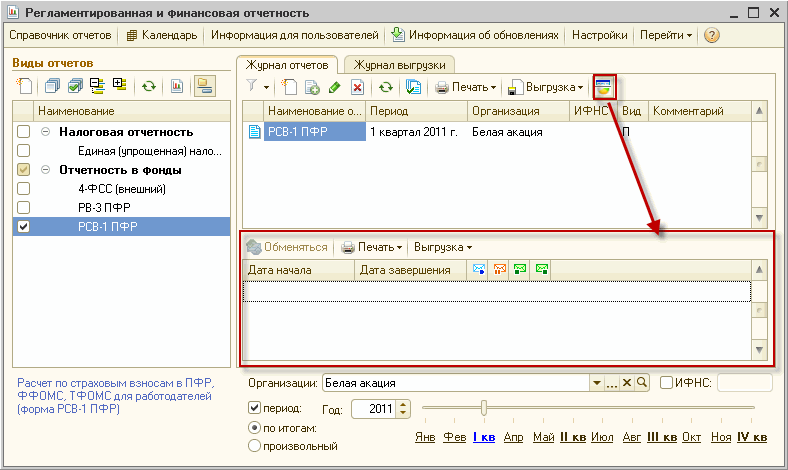 Регламентированная и финансовая отчетность
Справочник отчетов Календарь Информация для пользователей Информация об обновлениях Настройки Перейти
Виды отчетов
Наименование
Налоговая отчетность
Единая (упрощенная) нало...
Отчетность в фонды
4-ФСС (внешний)
РВ-3 ПФР
РСВ-1 ПФР
Расчет по страховым взносам в ПФР,
ФФОМС, ТФОМС для работодателей
(форма РСВ-1 ПФР)
Журнал отчетов Журнал выгрузки
Печать Выгрузка
Наименование о... Период Организация ИФНС Вид Комментарий
РСВ-1 ПФР 1 квартал 2011 г. Белая акация П
Обменяться Печать Выгрузка
Дата начала Дата завершения
Организации: Белая акация ... ИФНС:
период: Год: 2011
по итогам:
произвольный
Янв Фев I кв Апр Май II кв Июл Авг III кв Окт Ноя IV кв